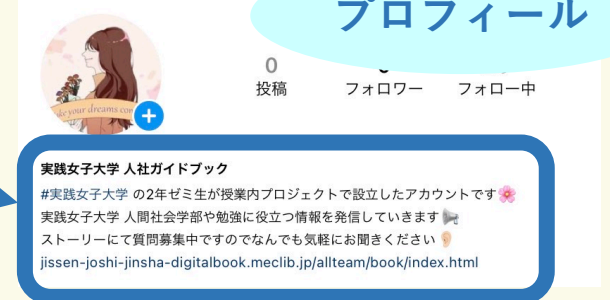 プロフィール
0
投稿
フォロワー
フォロー中
ke your dreams com
実践女子大学 人社ガイドブック
#実践女子大学 の2年ゼミ生が授業内プロジェクトで設立したアカウントです🌸
実践女子大学 人間社会学部や勉強に役立つ情報を発信していきます📢
ストーリーにて質問募集中ですのでなんでも気軽にお聞きください👂🏻
jissen-joshi-jinsha-digitalbook.meclib.jp/allteam/book/index.html